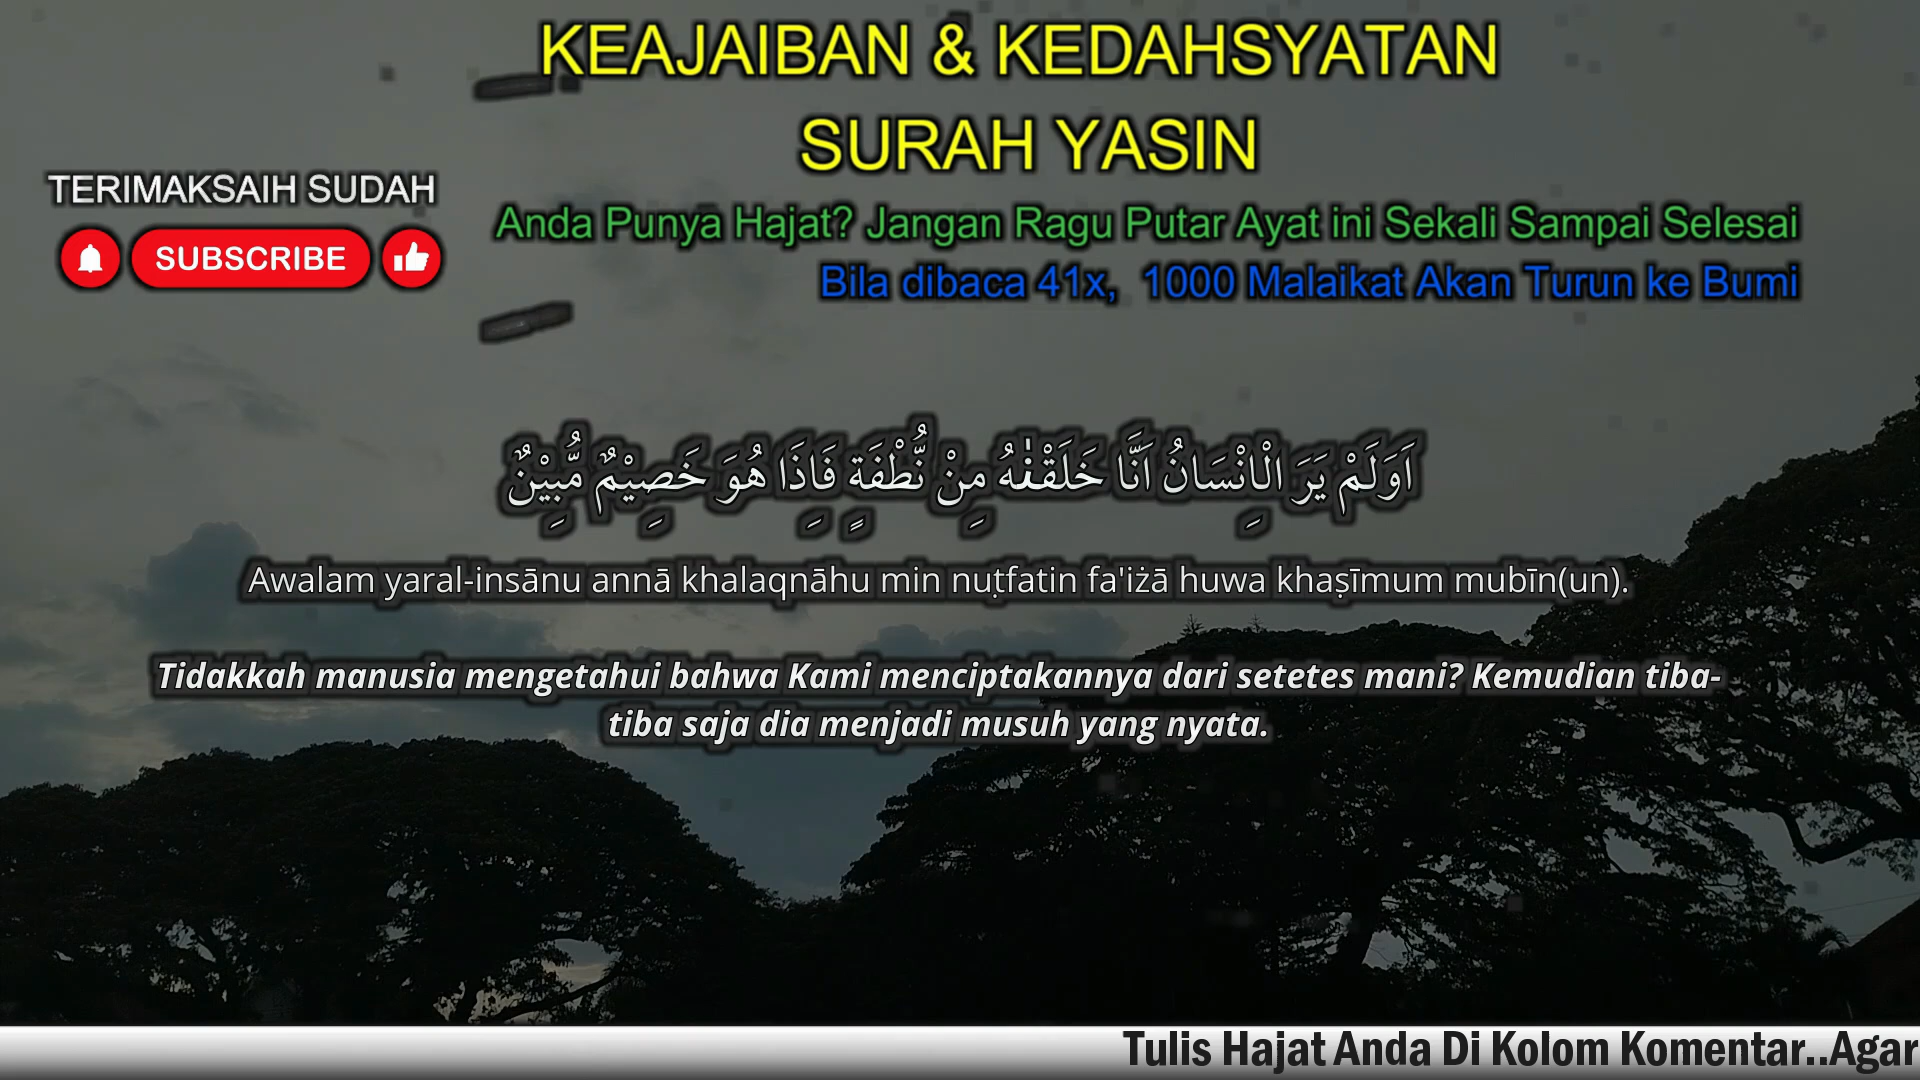 KEAJAIBAN & KEDAHSYATAN
SURAH YASIN
TERIMAKSAIH SUDAH
SUBSCRIBE
Anda Punya Hajat? Jangan Ragu Putar Ayat ini Sekali Sampai Selesai
Bila dibaca 41x, 1000 Malaikat Akan Turun ke Bumi
اَوَلَمْ يَرَ الْاِنْسَانُ اَنَّا خَلَقْنٰهُ مِنْ نُّطْفَةٍ فَاِذَا هُوَ خَصِيْمٌ مُّبِيْنٌ
Awalam yaral-insānu annā khalaqnāhu min nuṭfatin fa'iżā huwa khaṣīmum mubīn(un).
Tidakkah manusia mengetahui bahwa Kami menciptakannya dari setetes mani? Kemudian tiba-
tiba saja dia menjadi musuh yang nyata.
Tulis Hajat Anda Di Kolom Komentar..Agar